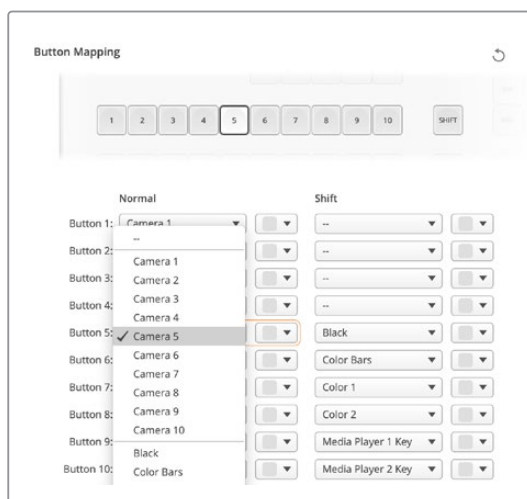 Button Mapping
1 2 3 4 5 6 7 8 9 10 SHIFT
Normal Shift
Button 1: Camera 1 --
Button 2: -- --
Button 3: Camera 1 --
Camera 2
Button 4: Camera 3 --
Camera 4
Button 5: Camera 5 Black
Button 6: Camera 6 Color Bars
Button 7: Camera 7 Color 1
Camera 8
Button 8: Camera 9 Color 2
Camera 10
Button 9: Black Media Player 1 Key
Button 10: Color Bars Media Player 2 Key